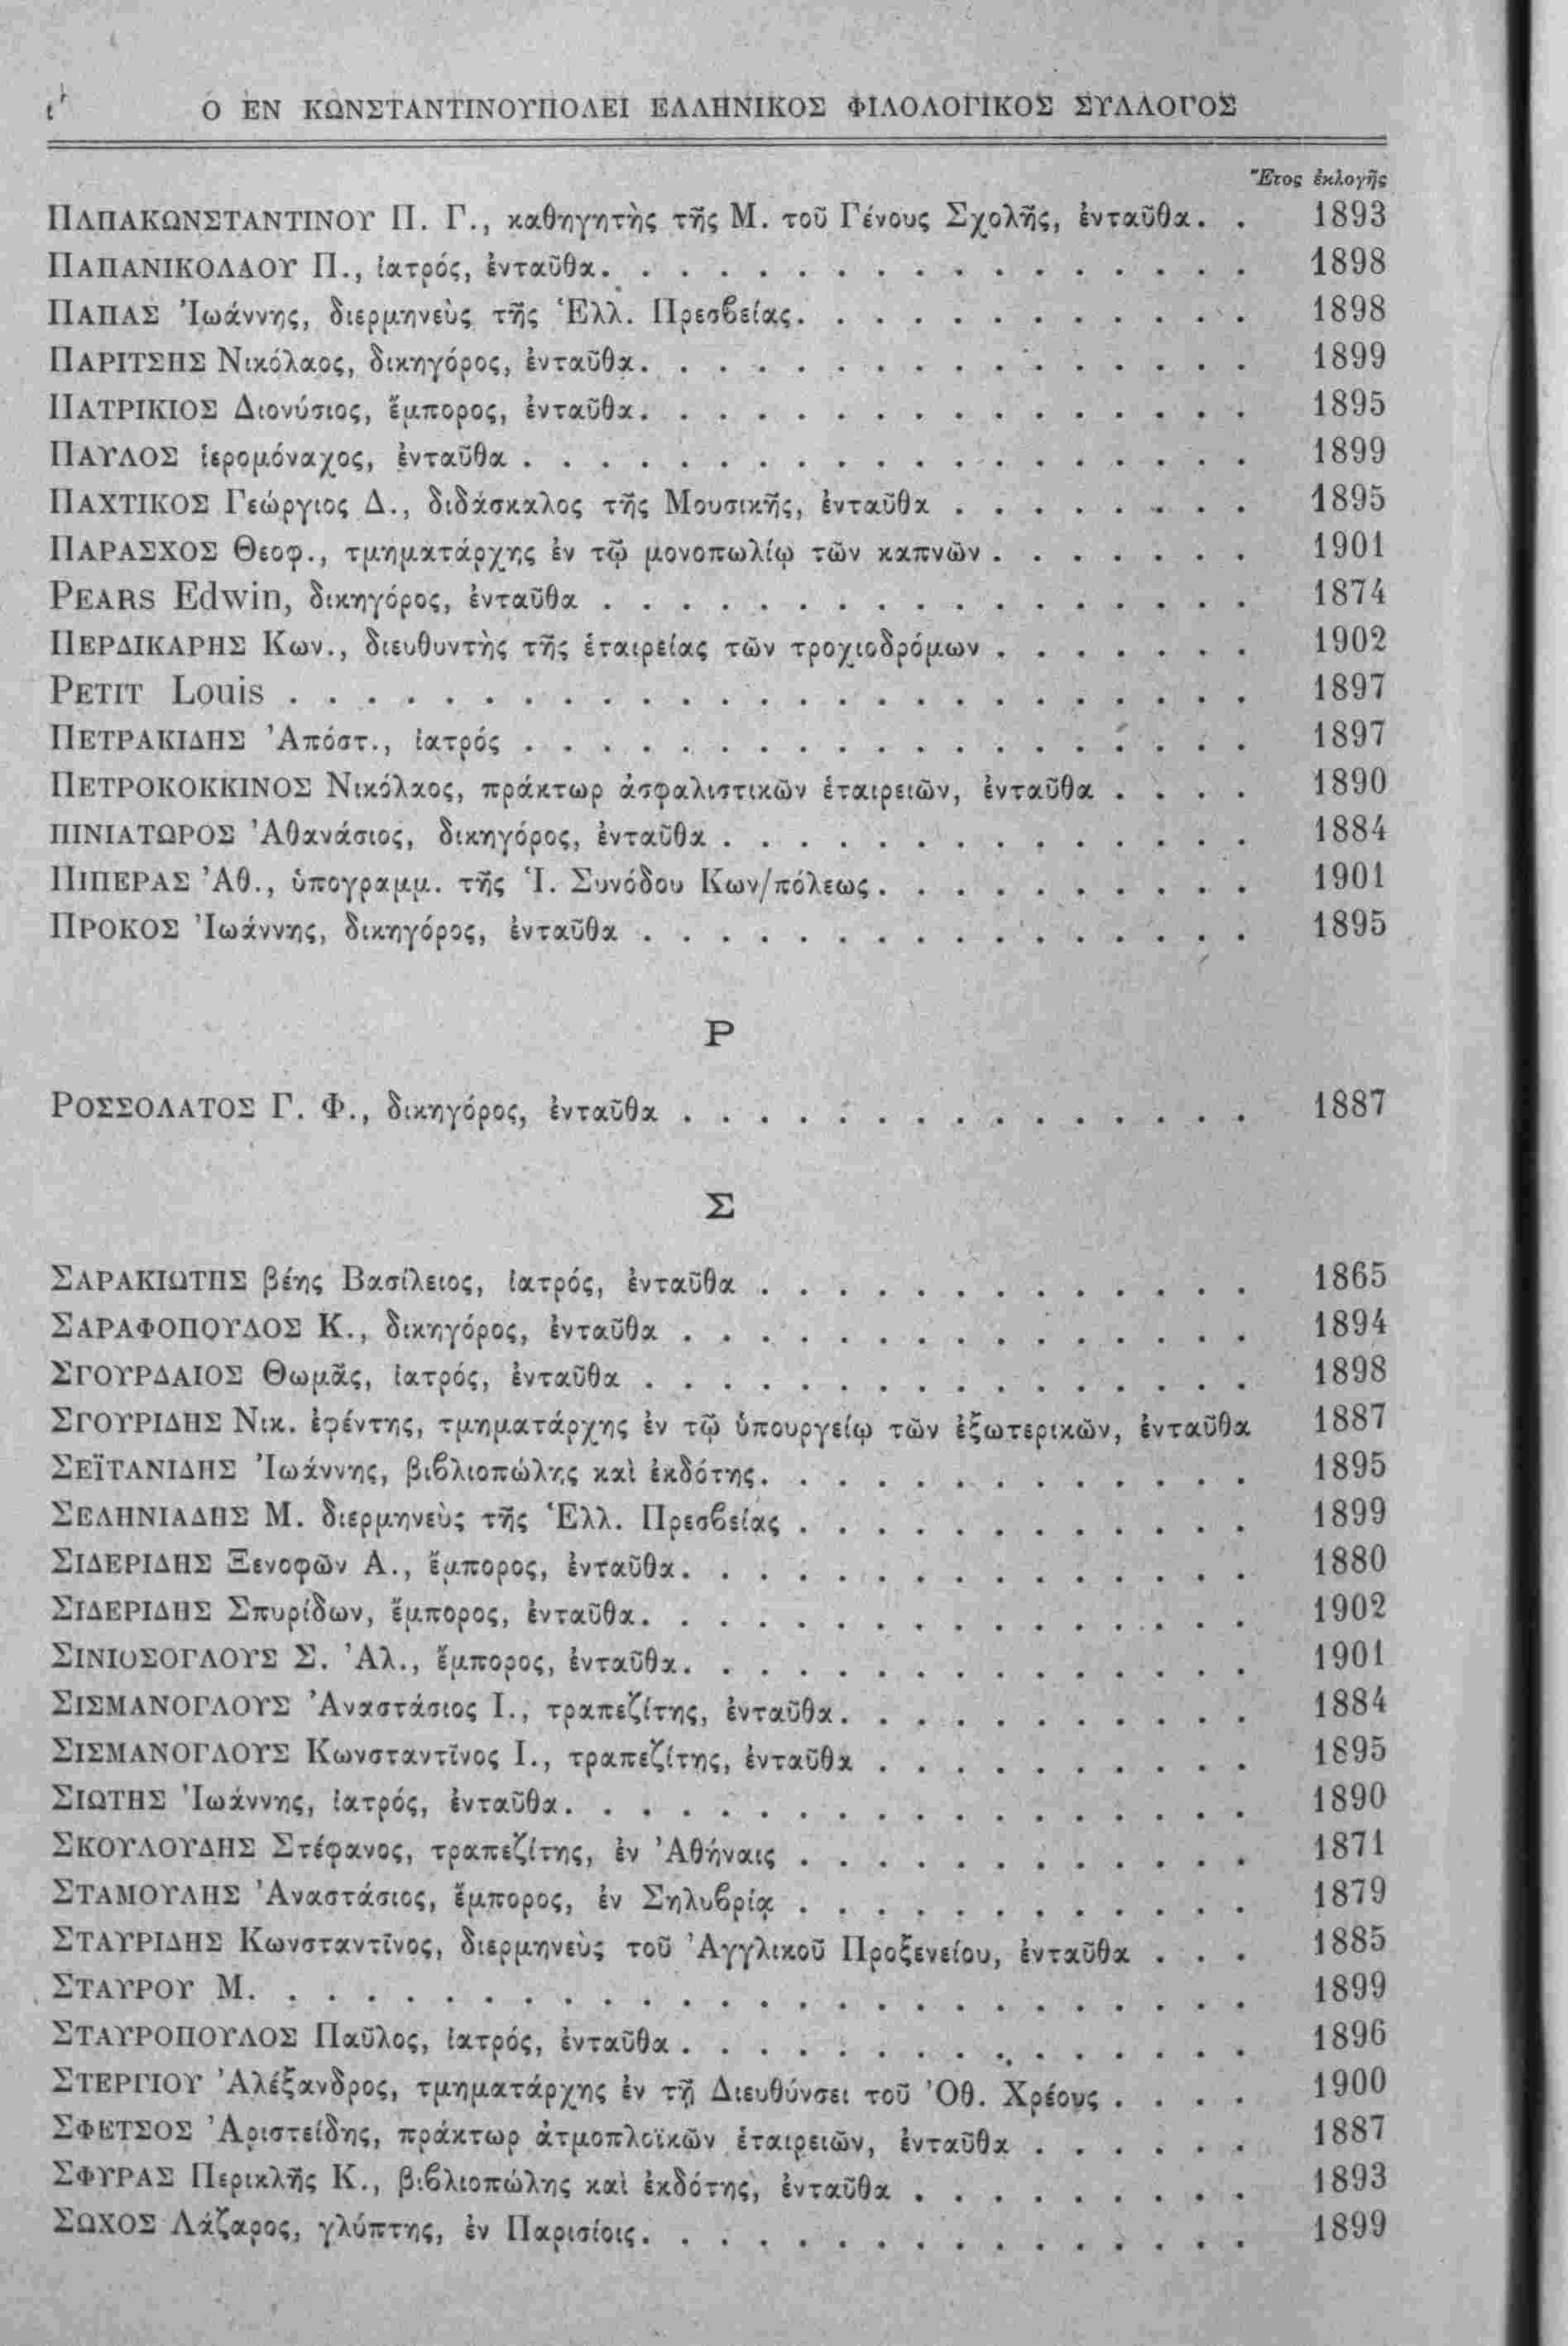 ιʹ Ο ΕΝ ΚΩΝΣΤΑΝΤΙΝΟΥΠΟΛΕΙ ΕΛΛΗΝΙΚΟΣ ΦΙΛΟΛΟΓΙΚΟΣ ΣΥΛΛΟΓΟΣ
Ἔτος ἐκλογῆς
ΠΑΠΑΚΩΝΣΤΑΝΤΙΝΟΥ Π. Γ., καθηγητὴς τῆς Μ. τοῦ Γένους Σχολῆς, ἐνταῦθα. . 1893
ΠΑΠΑΝΙΚΟΛΑΟΥ Π., ἰατρός, ἐνταῦθα. . . . . . . . . . . . . . . . . 1898
ΠΑΠΑΣ Ἰωάννης, διερμηνεὺς τῆς Ἑλλ. Πρεσβείας. . . . . . . . . . . . 1898
ΠΑΡΙΤΣΗΣ Νικόλαος, δικηγόρος, ἐνταῦθα. . . . . . . . . . . . . . . . 1899
ΠΑΤΡΙΚΙΟΣ Διονύσιος, ἔμπορος, ἐνταῦθα. . . . . . . . . . . . . . . . 1895
ΠΑΥΛΟΣ ἱερομόναχος, ἐνταῦθα . . . . . . . . . . . . . . . . . . . 1899
ΠΑΧΤΙΚΟΣ Γεώργιος Δ., διδάσκαλος τῆς Μουσικῆς, ἐνταῦθα . . . . . . . . 1895
ΠΑΡΑΣΧΟΣ Θεοφ., τμηματάρχης ἐν τῷ μονοπωλίῳ τῶν καπνῶν . . . . . . . 1901
PEARS Edwin, δικηγόρος, ἐνταῦθα . . . . . . . . . . . . . . . . . 1874
ΠΕΡΔΙΚΑΡΗΣ Κων., διευθυντὴς τῆς ἑταιρείας τῶν τροχιοδρόμων . . . . . . . 1902
PETIT Louis . . . . . . . . . . . . . . . . . . . . . . . . . 1897
ΠΕΤΡΑΚΙΔΗΣ Ἀπόστ., ἰατρός . . . . . . . . . . . . . . . . . . . 1897
ΠΕΤΡΟΚΟΚΚΙΝΟΣ Νικόλαος, πράκτωρ ἀσφαλιστικῶν ἑταιρειῶν, ἐνταῦθα . . . . 1890
ΠΙΝΙΑΤΩΡΟΣ Ἀθανάσιος, δικηγόρος, ἐνταῦθα . . . . . . . . . . . . . . 1884
ΠΙΠΕΡΑΣ Ἀθ., ὑπογραμμ. τῆς Ἱ. Συνόδου Κων/πόλεως. . . . . . . . . . 1901
ΠΡΟΚΟΣ Ἰωάννης, δικηγόρος, ἐνταῦθα . . . . . . . . . . . . . . . . 1895
Ρ
ΡΟΣΣΟΛΑΤΟΣ Γ. Φ., δικηγόρος, ἐνταῦθα . . . . . . . . . . . . . . . 1887
Σ
ΣΑΡΑΚΙΩΤΗΣ βέης Βασίλειος, ἰατρός, ἐνταῦθα . . . . . . . . . . . . . 1865
ΣΑΡΑΦΟΠΟΥΛΟΣ Κ., δικηγόρος, ἐνταῦθα . . . . . . . . . . . . . . . 1894
ΣΓΟΥΡΔΑΙΟΣ Θωμᾶς, ἰατρός, ἐνταῦθα . . . . . . . . . . . . . . . . 1898
ΣΓΟΥΡΙΔΗΣ Νικ. ἐφέντης, τμηματάρχης ἐν τῷ ὑπουργείῳ τῶν ἐξωτερικῶν, ἐνταῦθα 1887
ΣΕΪΤΑΝΙΔΗΣ Ἰωάννης, βιβλιοπώλης καὶ ἐκδότης. . . . . . . . . . . . . 1895
ΣΕΛΗΝΙΑΔΗΣ Μ. διερμηνεὺς τῆς Ἑλλ. Πρεσβείας . . . . . . . . . . . . 1899
ΣΙΔΕΡΙΔΗΣ Ξενοφῶν Α., ἔμπορος, ἐνταῦθα. . . . . . . . . . . . . . . 1880
ΣΙΔΕΡΙΔΗΣ Σπυρίδων, ἔμπορος, ἐνταῦθα. . . . . . . . . . . . . . . . 1902
ΣΙΝΙΟΣΟΓΛΟΥΣ Σ. Ἀλ., ἔμπορος, ἐνταῦθα. . . . . . . . . . . . . . . 1901
ΣΙΣΜΑΝΟΓΛΟΥΣ Ἀναστάσιος Ι., τραπεζίτης, ἐνταῦθα. . . . . . . . . . . 1884
ΣΙΣΜΑΝΟΓΛΟΥΣ Κωνσταντῖνος Ι., τραπεζίτης, ἐνταῦθα . . . . . . . . . . 1895
ΣΙΩΤΗΣ Ἰωάννης, ἰατρός, ἐνταῦθα. . . . . . . . . . . . . . . . . . 1890
ΣΚΟΥΛΟΥΔΗΣ Στέφανος, τραπεζίτης, ἐν Ἀθήναις . . . . . . . . . . . . 1871
ΣΤΑΜΟΥΛΗΣ Ἀναστάσιος, ἔμπορος, ἐν Σηλυβρίᾳ . . . . . . . . . . . . 1879
ΣΤΑΥΡΙΔΗΣ Κωνσταντῖνος, διερμηνεὺς τοῦ Ἀγγλικοῦ Προξενείου, ἐνταῦθα . . . 1885
ΣΤΑΥΡΟΥ Μ. . . . . . . . . . . . . . . . . . . . . . . . . . 1899
ΣΤΑΥΡΟΠΟΥΛΟΣ Παῦλος, ἰατρός, ἐνταῦθα . . . . . . . . . . . . . . . 1896
ΣΤΕΡΓΙΟΥ Ἀλέξανδρος, τμηματάρχης ἐν τῇ Διευθύνσει τοῦ Ὀθ. Χρέους . . . . 1900
ΣΦΕΤΣΟΣ Ἀριστείδης, πράκτωρ ἀτμοπλοϊκῶν ἑταιρειῶν, ἐνταῦθα . . . . . . 1887
ΣΦΥΡΑΣ Περικλῆς Κ., βιβλιοπώλης καὶ ἐκδότης, ἐνταῦθα . . . . . . . . . 1893
ΣΩΧΟΣ Λάζαρος, γλύπτης, ἐν Παρισίοις. . . . . . . . . . . . . . . . 1899